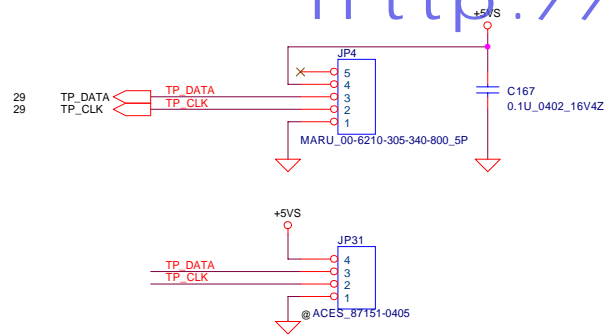 http://
+5VS
JP4
5
4
29 TP_DATA TP_DATA 3
29 TP_CLK TP_CLK 2
1
C167
0.1U_0402_16V4Z
MARU_00-6210-305-340-800_5P
+5VS
JP31
4
TP_DATA 3
TP_CLK 2
1
@ ACES_87151-0405